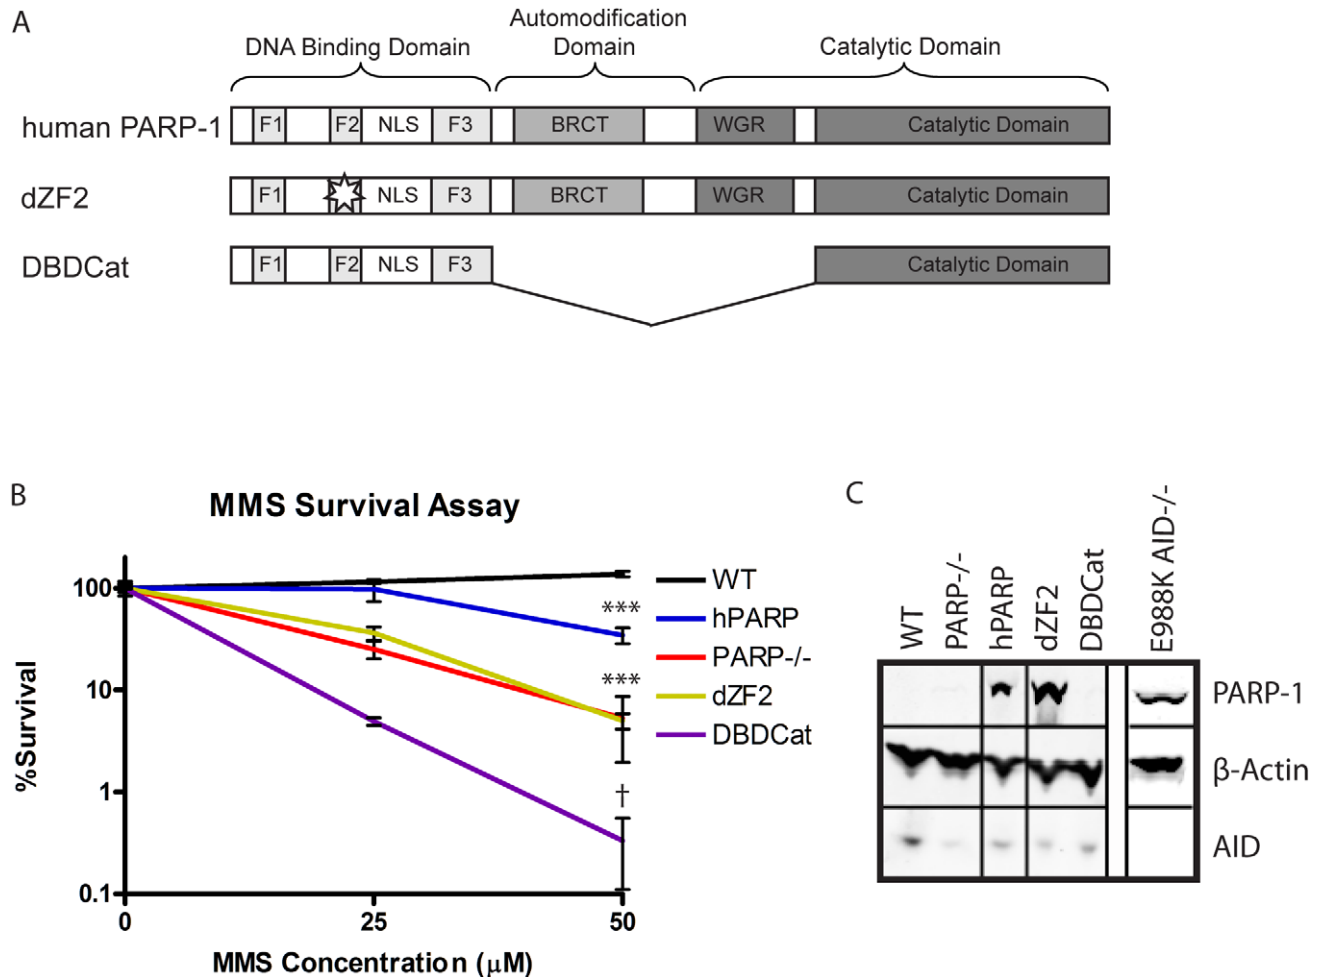 A
DNA Binding Domain
Automodification
Domain
Catalytic Domain
human PARP-1
F1 F2 NLS F3 BRCT WGR Catalytic Domain
dZF2
F1 NLS F3 BRCT WGR Catalytic Domain
DBDCat
F1 F2 NLS F3 Catalytic Domain
B
MMS Survival Assay
%Survival
100
10
1
0.1
0 25 50
MMS Concentration (μM)
***
***
†
WT
hPARP
PARP-/-
dZF2
DBDCat
C
WT
PARP-/-
hPARP
dZF2
DBDCat
E988K AID-/-
PARP-1
β-Actin
AID